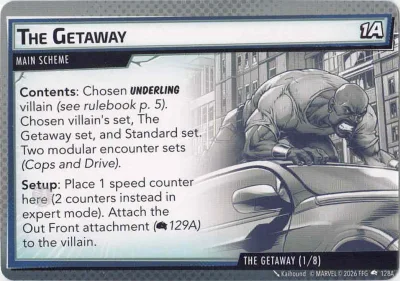 THE GETAWAY
1A
MAIN SCHEME
Contents: Chosen UNDERLING
villain (see rulebook p. 5).
Chosen villain's set, The
Getaway set, and Standard set.
Two modular encounter sets
(Cops and Drive).
Setup: Place 1 speed counter
here (2 counters instead in
expert mode). Attach the
Out Front attachment (129A)
to the villain.
THE GETAWAY (1/8)
Kaihound © MARVEL © 2026 FFG 128A